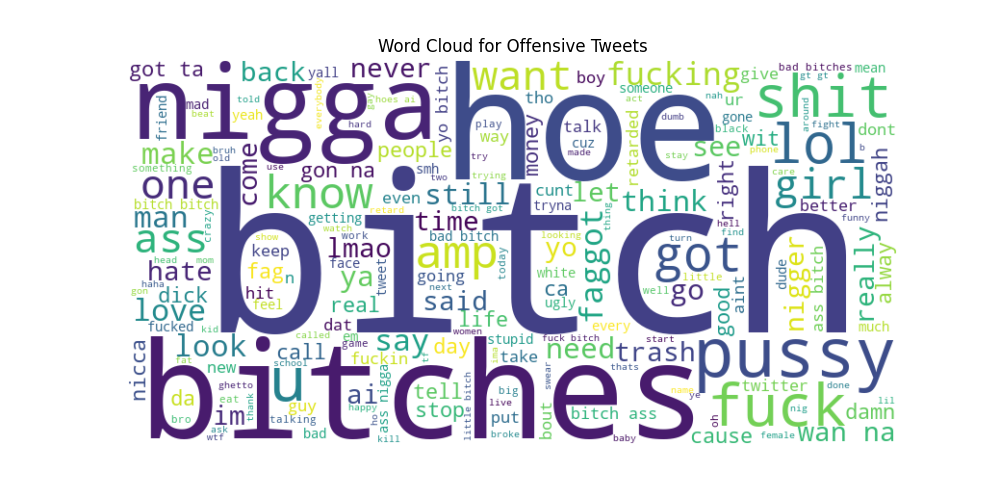 Word Cloud for Offensive Tweets
got ta
back
yall
never
want
boy
fucking
give
bad bitches
mean
mad
told
everybody
gay
hoes ai
yo bitch
hoe
tho
someone
act
nah
ur
gt gt
around
shit
nigga
friend
beat
yeah
hard
play
talk
money
dumb
gone
black
wit
fight
dont
make
bruh
old
come
use
people
way
cuz
try
made
retarded
stay
see
lol
b
something
gon na
smh
two
trying
phone
care
one
know
even
still
cunt
let
think
right
girl
niggah
bitch bitch
retard
bitch got
tryna
better
man
crazy
getting
watch
time
thing
hell
find
funny
ass
show
keep
work
lmao
bad bitch
amp
today
looking
yo
faggot
turn
got
dude
nigger
ass bitch
really
alway
head
mom
hate
fag
n
face
tweet
going
next
white
little
haha
gon
hit
ya
said
ca
ugly
well
go
good
aint
bitch
love
dick
feel
real
life
every
much
fucked
kid
called
dat
em
women
fuck bitch
start
nicca
look
school
call
game
say
day
stupid
need
trash
pussy
fat
new
fuckin
tf
ima
take
thats
name
ye
twitter
done
da
ghetto
u
ai
ass nigga
tell
big
swear
lil
bro
eat
thank
im
guy
happy
ho
stop
little bitch
live
put
bout
bitch ass
oh
fuck
nig
damn
bitches
ask
wtf
talking
bad
kill
broke
baby
cause
female
wan na